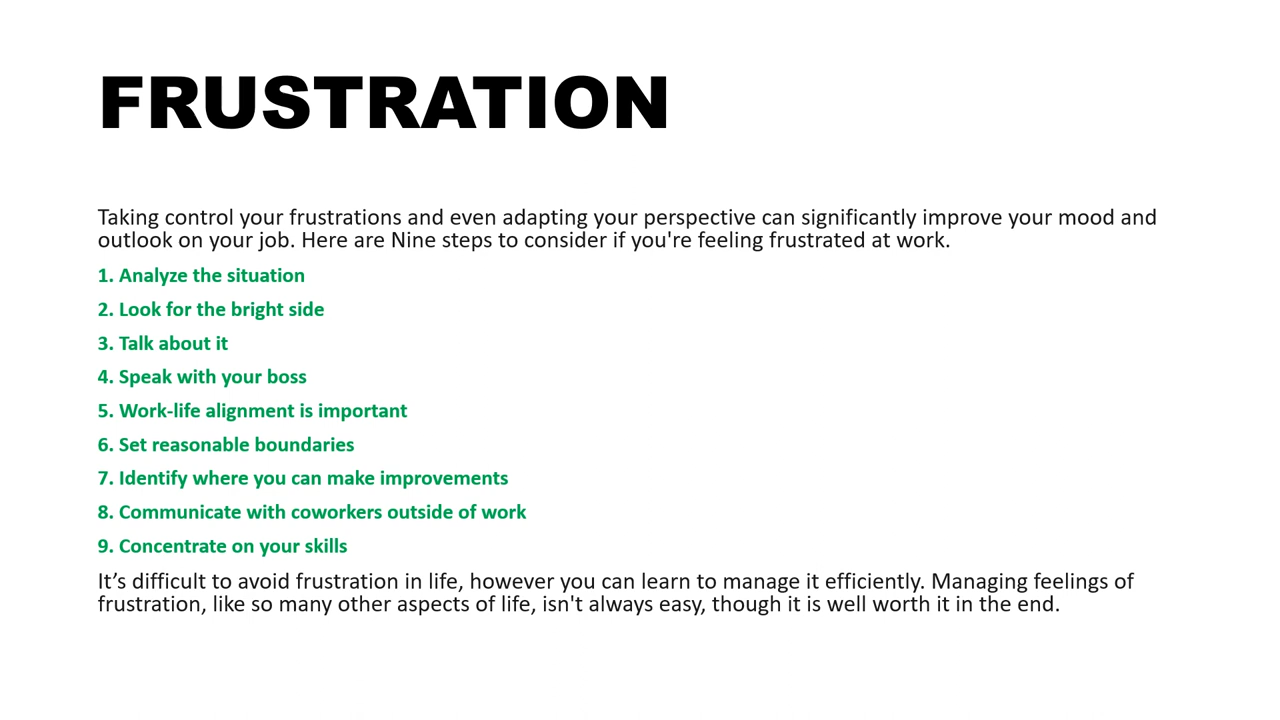 FRUSTRATION
Taking control your frustrations and even adapting your perspective can significantly improve your mood and
outlook on your job. Here are Nine steps to consider if you're feeling frustrated at work.
1. Analyze the situation
2. Look for the bright side
3. Talk about it
4. Speak with your boss
5. Work-life alignment is important
6. Set reasonable boundaries
7. Identify where you can make improvements
8. Communicate with coworkers outside of work
9. Concentrate on your skills
It’s difficult to avoid frustration in life, however you can learn to manage it efficiently. Managing feelings of
frustration, like so many other aspects of life, isn't always easy, though it is well worth it in the end.